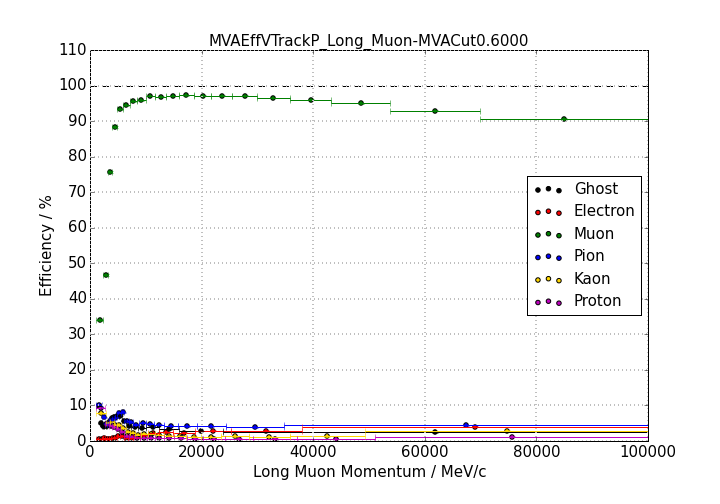 MVAEffVTrackP_Long_Muon-MVACut0.6000
110
100
90
80
70
60
50
40
30
20
10
0
Efficiency / %
Ghost
Electron
Muon
Pion
Kaon
Proton
0 20000 40000 60000 80000 100000
Long Muon Momentum / MeV/c